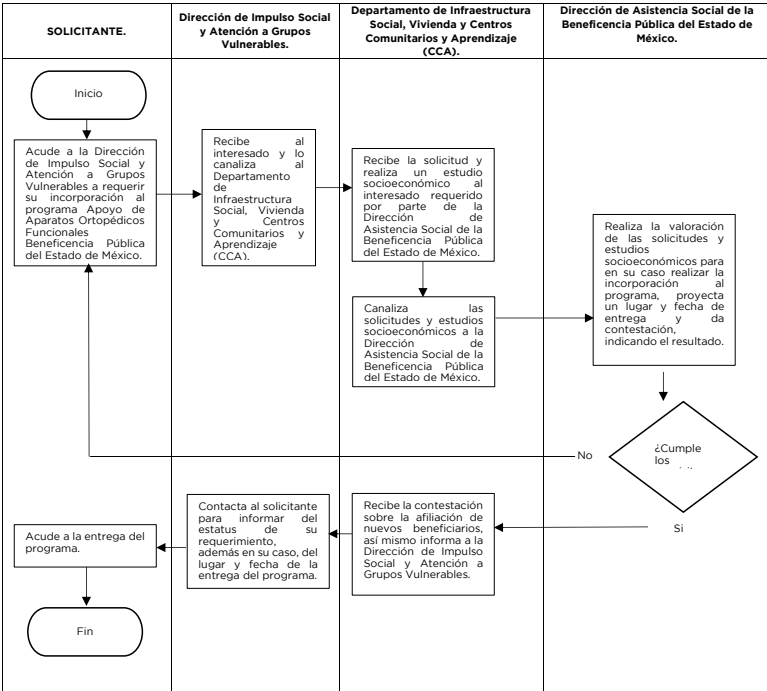 SOLICITANTE.
Dirección de Impulso Social
y Atención a Grupos
Vulnerables.
Departamento de Infraestructura
Social, Vivienda y Centros
Comunitarios y Aprendizaje
(CCA).
Dirección de Asistencia Social de la
Beneficencia Pública del Estado de
México.
Inicio
Acude a la Dirección
de Impulso Social y
Atención a Grupos
Vulnerables a requerir
su incorporación al
programa Apoyo de
Aparatos Ortopédicos
Funcionales
Beneficencia Pública
del Estado de México.
Recibe al
interesado y lo
canaliza al
Departamento
de
Infraestructura
Social, Vivienda
y Centros
Comunitarios y
Aprendizaje
(CCA).
Recibe la solicitud y
realiza un estudio
socioeconómico al
interesado requerido
por parte de la
Dirección de
Asistencia Social de la
Beneficencia Pública
del Estado de México.
Canaliza las
solicitudes y estudios
socioeconómicos a la
Dirección de
Asistencia Social de la
Beneficencia Pública
del Estado de México.
Realiza la valoración
de las solicitudes y
estudios
socioeconómicos para
en su caso realizar la
incorporación al
programa, proyecta
un lugar y fecha de
entrega y da
contestación,
indicando el resultado.
¿Cumple
los
No
Si
Recibe la contestación
sobre la afiliación de
nuevos beneficiarios,
así mismo informa a la
Dirección de Impulso
Social y Atención a
Grupos Vulnerables.
Contacta al solicitante
para informar del
estatus de su
requerimiento,
además en su caso, del
lugar y fecha de la
entrega del programa.
Acude a la entrega del
programa.
Fin